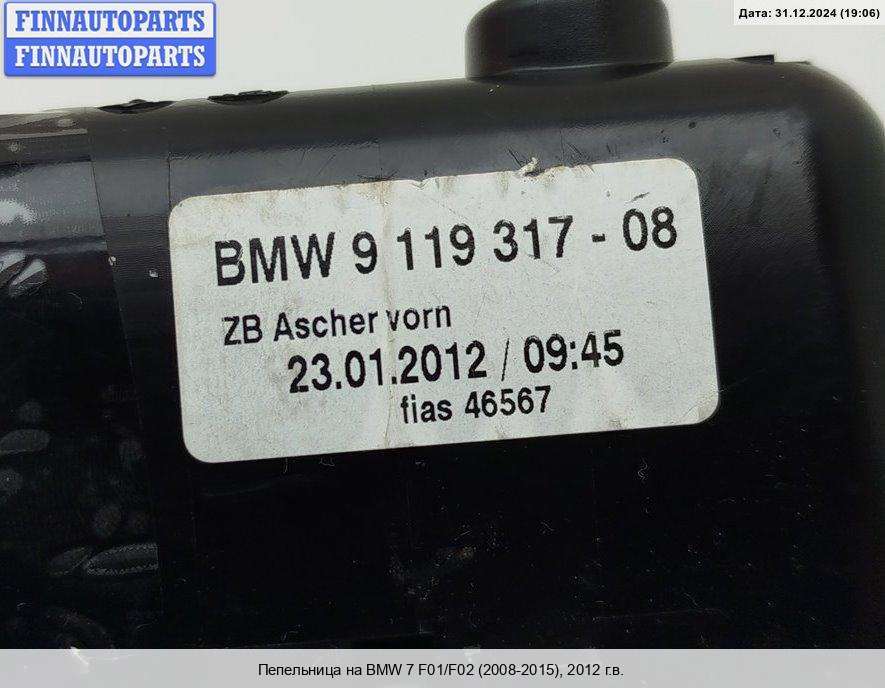 FINNAUTOPARTS
FINNAUTOPARTS
Дата: 31.12.2024 (19:06)
BMW 9 119 317 - 08
ZB Ascher vorn
23.01.2012 / 09:45
fias 46567
Пепельница на BMW 7 F01/F02 (2008-2015), 2012 г.в.